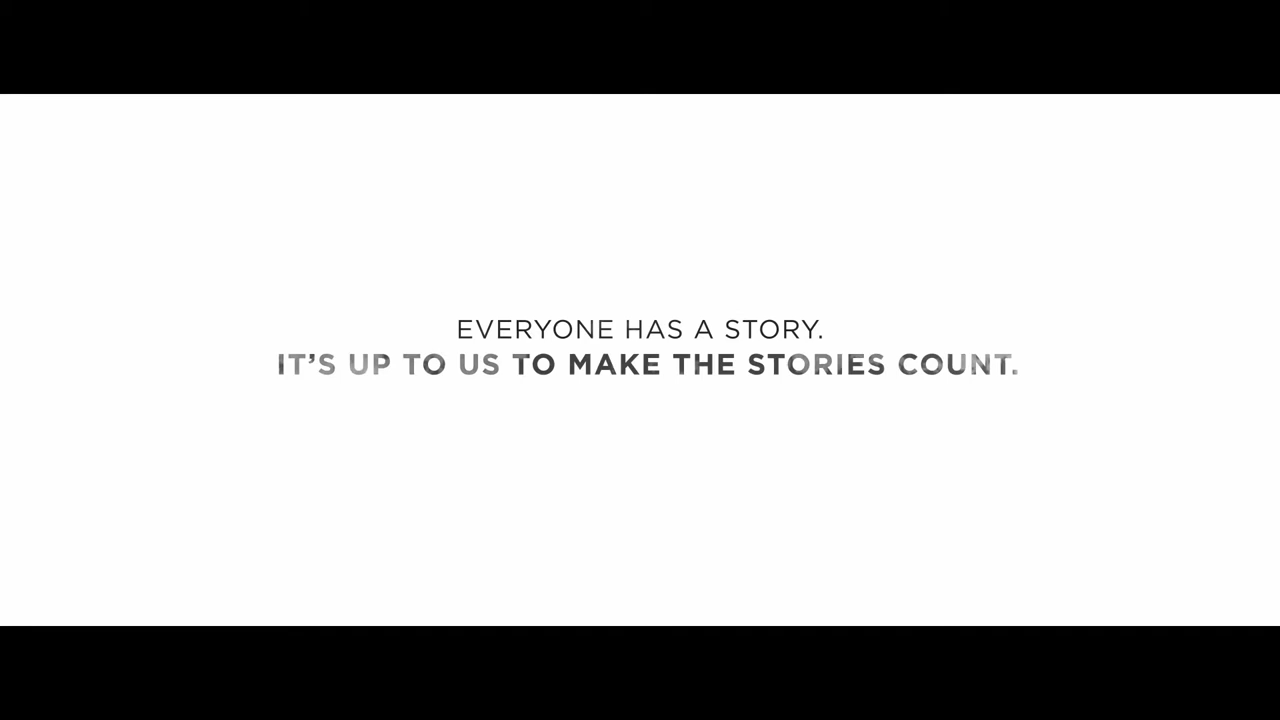 EVERYONE HAS A STORY.
IT’S UP TO US TO MAKE THE STORIES COUNT.